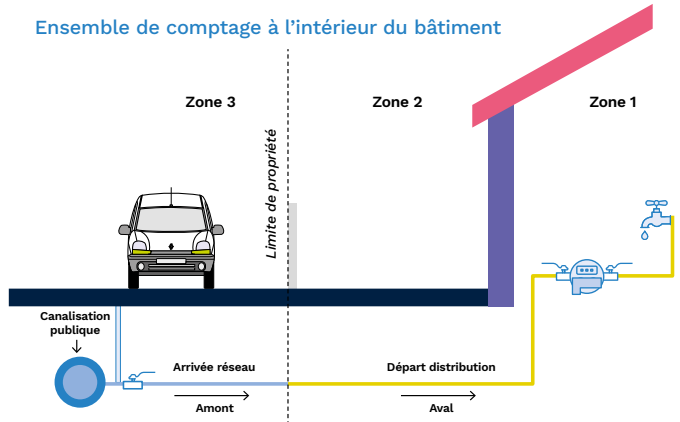 Ensemble de comptage à l’intérieur du bâtiment
Zone 3
Zone 2
Zone 1
Limite de propriété
Canalisation
publique
Arrivée réseau
Départ distribution
Amont
Aval